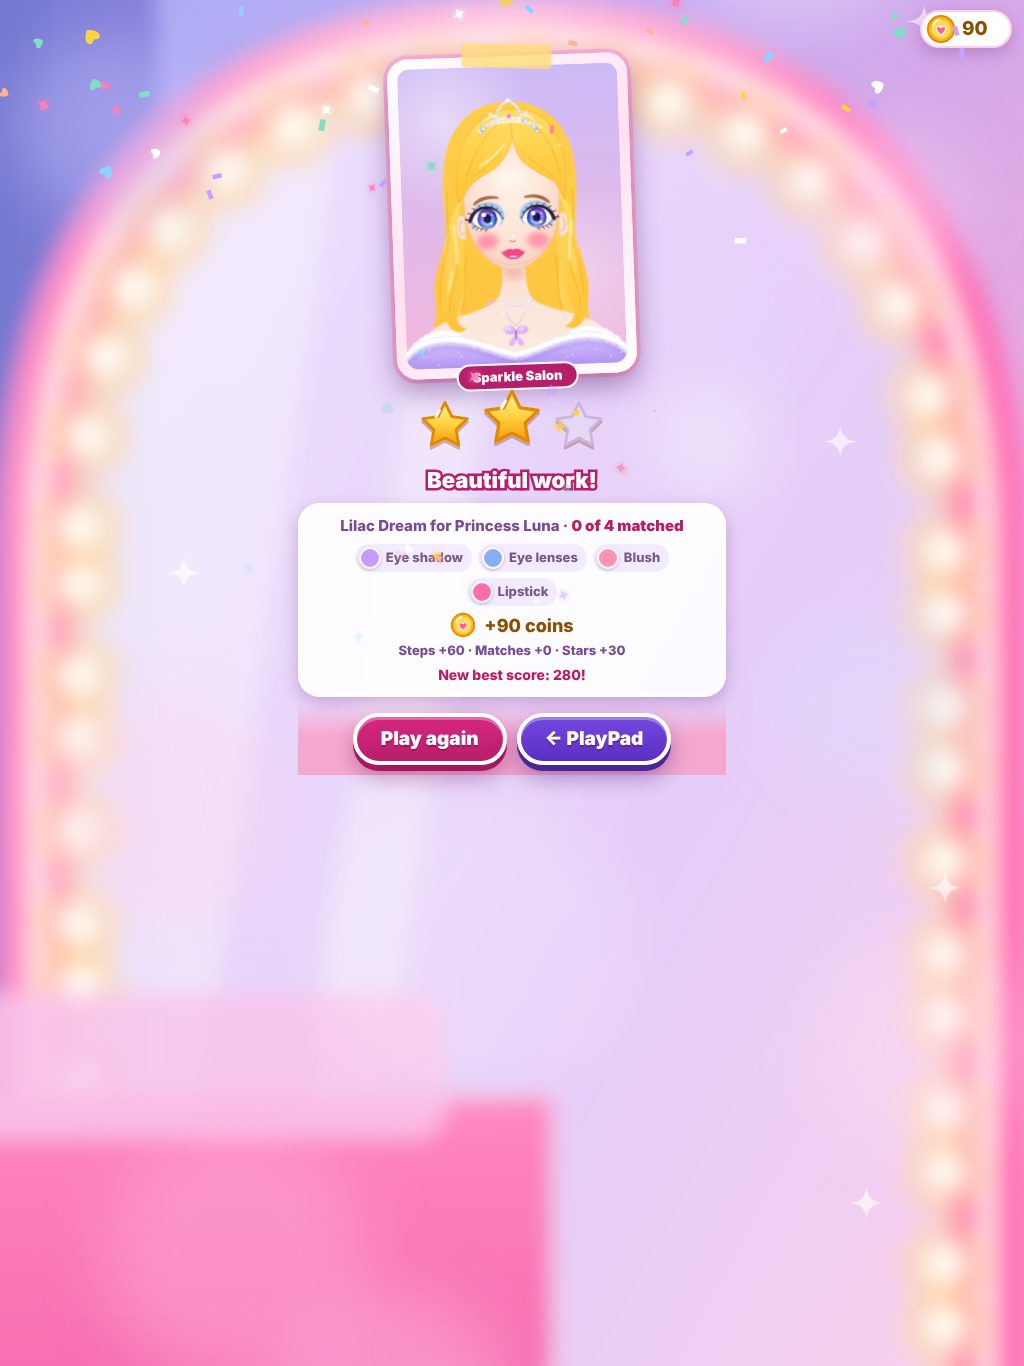 90
Sparkle Salon
Beautiful work!
Lilac Dream for Princess Luna · 0 of 4 matched
Eye shadow Eye lenses Blush
Lipstick
+90 coins
Steps +60 · Matches +0 · Stars +30
New best score: 280!
Play again ← PlayPad